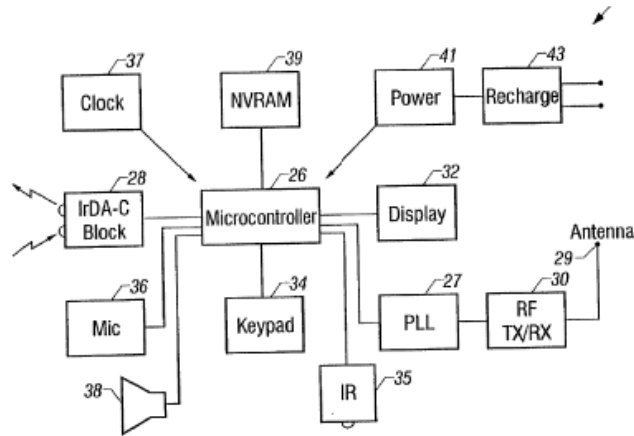 37
39
41
43
Clock
NVRAM
Power
Recharge
28
26
32
IrDA-C
Block
Microcontroller
Display
Antenna
29
36
34
27
30
Mic
Keypad
PLL
RF
TX/RX
38
IR
35